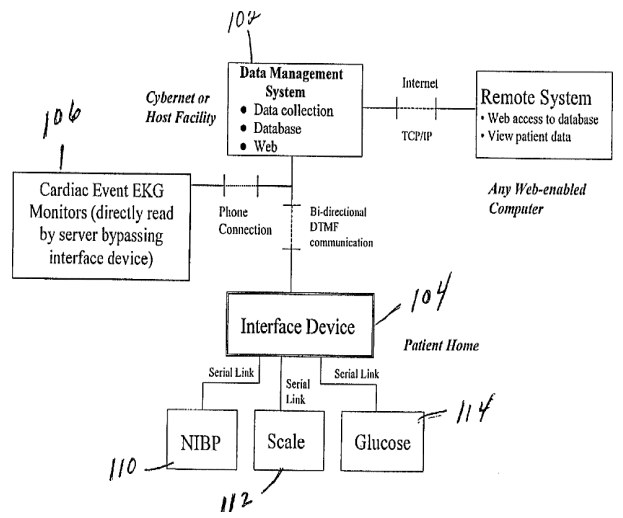 102
Data Management
System
● Data collection
● Database
● Web
Cybernet or
Host Facility
Internet
TCP/IP
Remote System
• Web access to database
• View patient data
Any Web-enabled
Computer
106
Cardiac Event EKG
Monitors (directly read
by server bypassing
interface device)
Phone
Connection
Bi-directional
DTMF
communication
104
Interface Device
Patient Home
Serial Link
Serial
Link
Serial Link
NIBP
Scale
Glucose
110
112
114